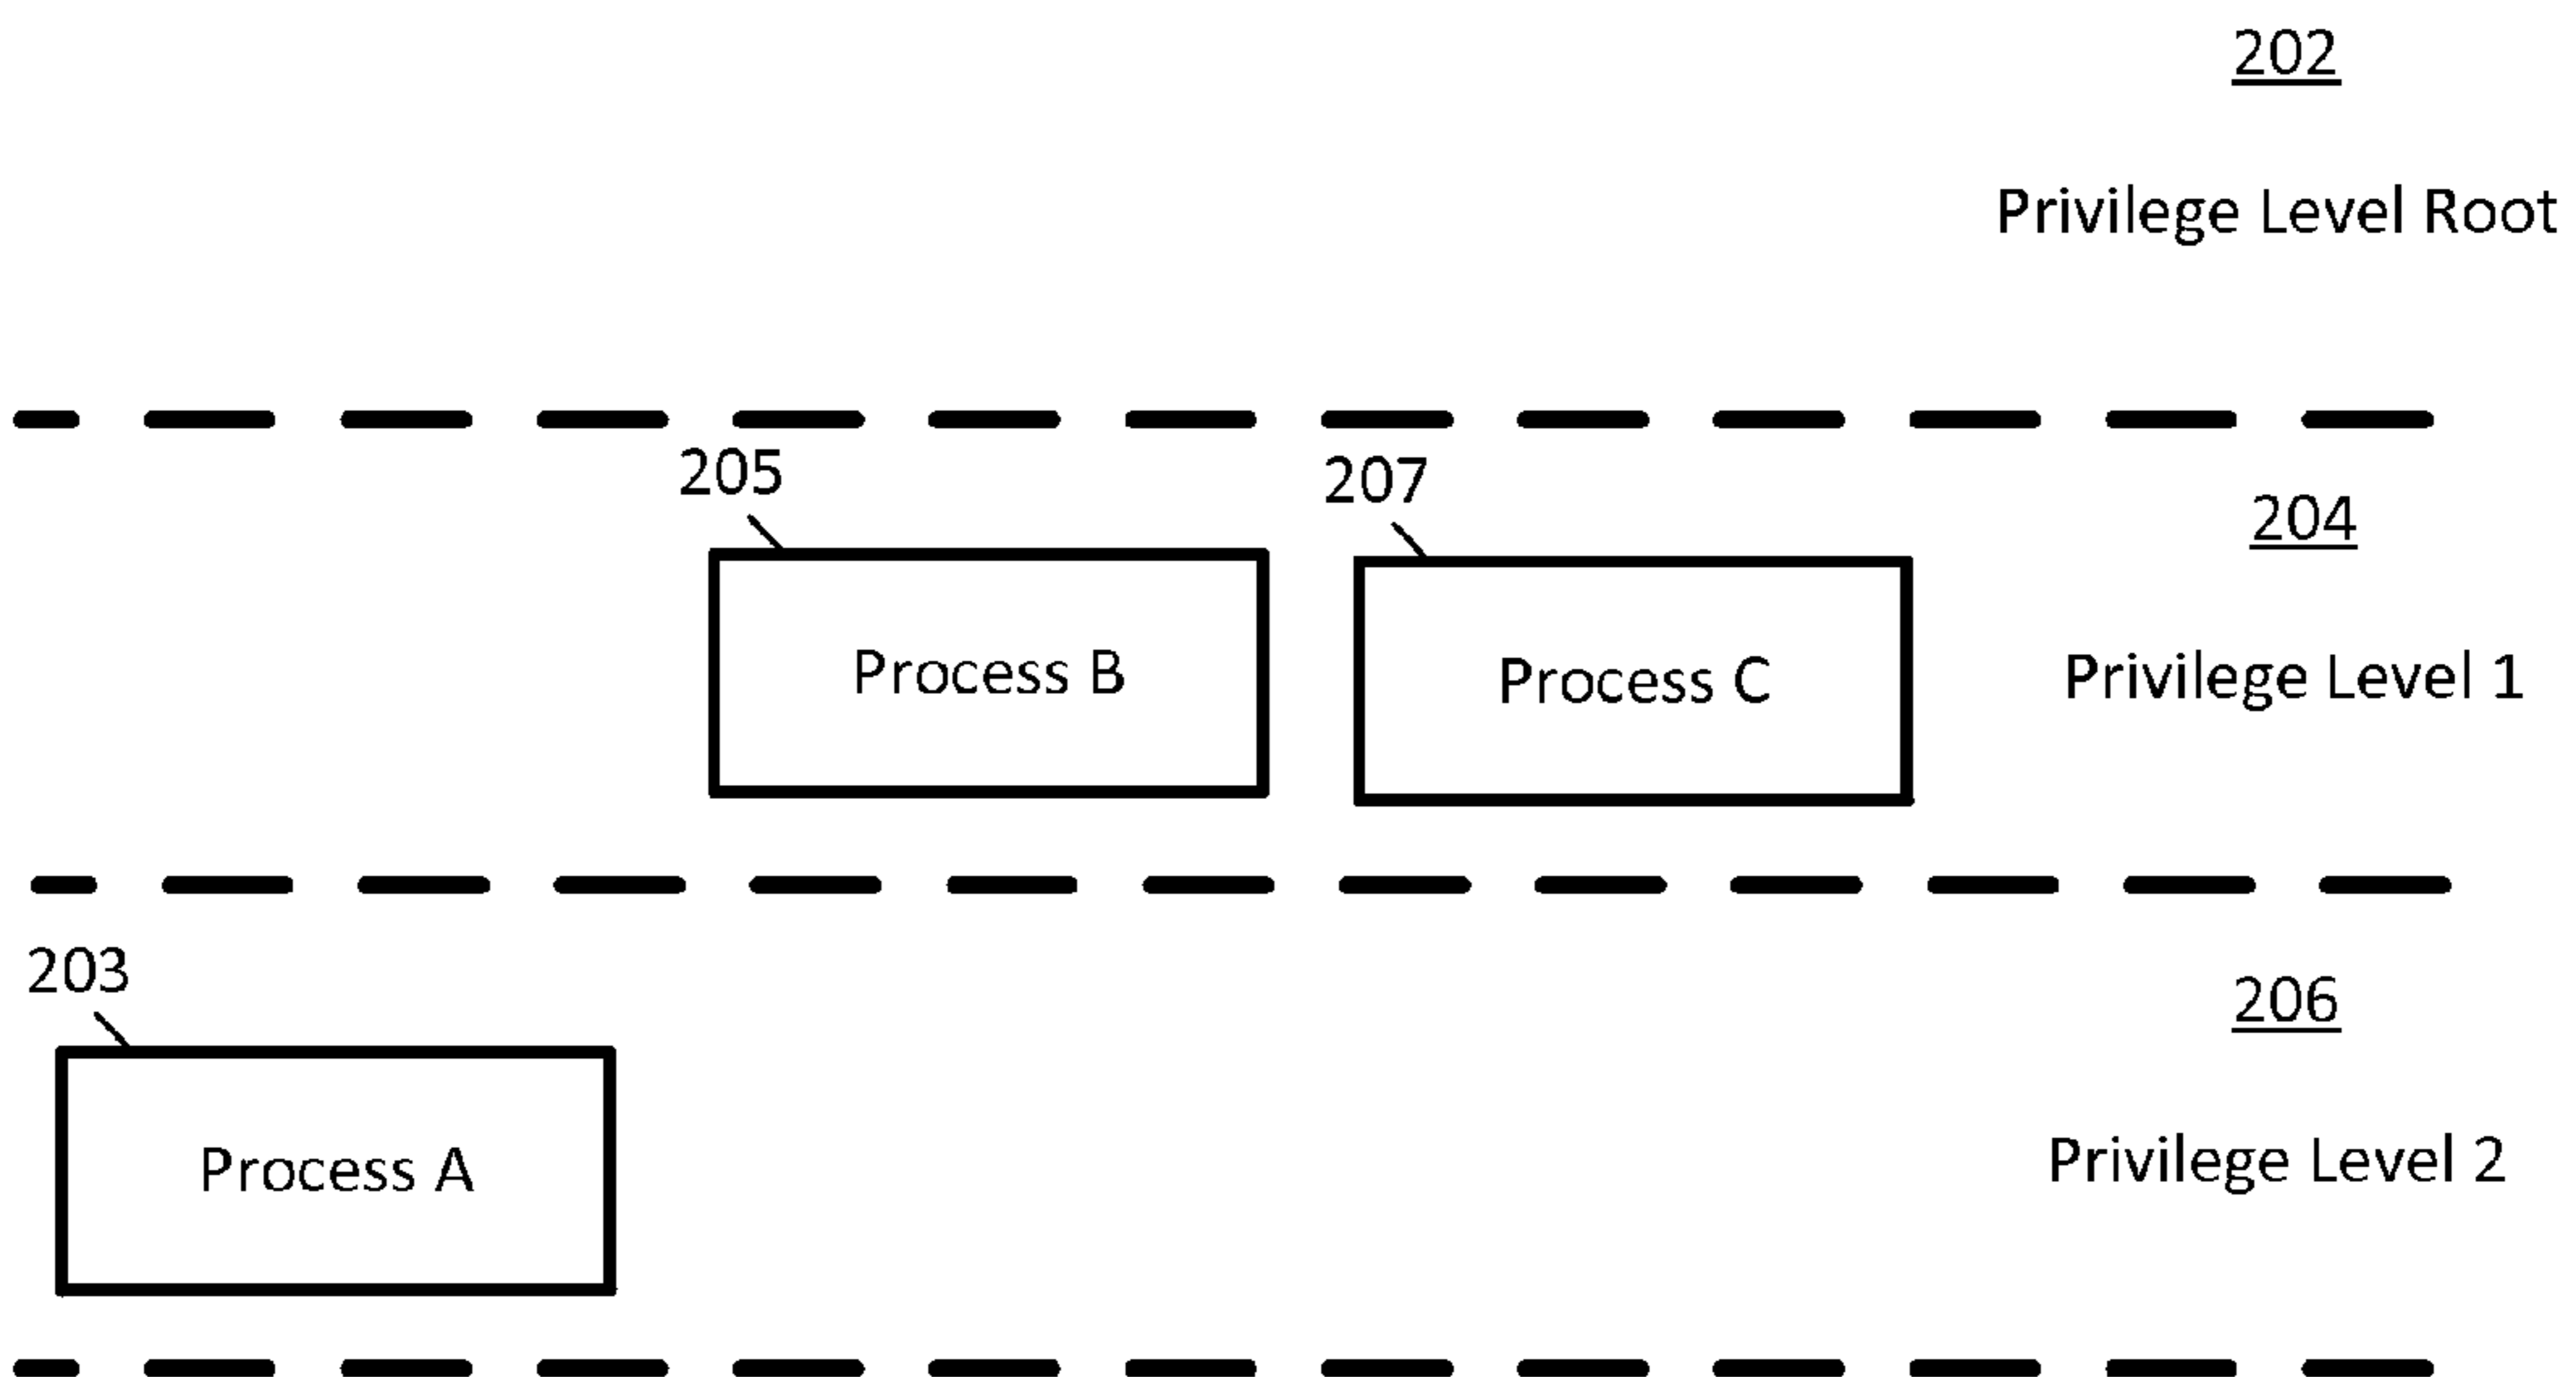 202
Privilege Level Root
205
207
204
Process B
Process C
Privilege Level 1
203
206
Process A
Privilege Level 2